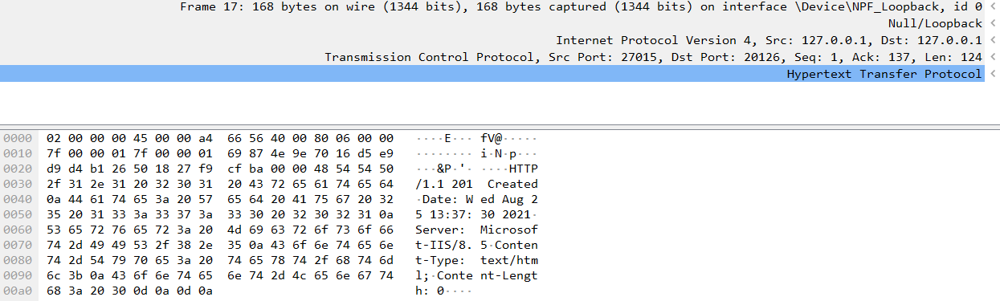 Frame 17: 168 bytes on wire (1344 bits), 168 bytes captured (1344 bits) on interface \Device\NPF_Loopback, id 0 <
Null/Loopback <
Internet Protocol Version 4, Src: 127.0.0.1, Dst: 127.0.0.1 <
Transmission Control Protocol, Src Port: 27015, Dst Port: 20126, Seq: 1, Ack: 137, Len: 124 <
Hypertext Transfer Protocol <
0000 02 00 00 00 45 00 00 a4 66 56 40 00 80 06 00 00 ····E··· fV@·····
0010 7f 00 00 01 7f 00 00 01 69 87 4e 9e 70 16 d5 e9 ········ i·N·p···
0020 d9 d4 b1 26 50 18 27 f9 cf ba 00 00 48 54 54 50 ···&P·'· ····HTTP
0030 2f 31 2e 31 20 32 30 31 20 43 72 65 61 74 65 64 /1.1 201 Created
0040 0a 44 61 74 65 3a 20 57 65 64 20 41 75 67 20 32 ·Date: W ed Aug 2
0050 35 20 31 33 3a 33 37 3a 33 30 20 32 30 32 31 0a 5 13:37: 30 2021·
0060 53 65 72 76 65 72 3a 20 4d 69 63 72 6f 73 6f 66 Server: Microsof
0070 74 2d 49 49 53 2f 38 2e 35 0a 43 6f 6e 74 65 6e t-IIS/8. 5·Conten
0080 74 2d 54 79 70 65 3a 20 74 65 78 74 2f 68 74 6d t-Type: text/htm
0090 6c 3b 0a 43 6f 6e 74 65 6e 74 2d 4c 65 6e 67 74 l;·Conte nt-Lengt
00a0 68 3a 20 30 0d 0a 0d 0a h: 0····